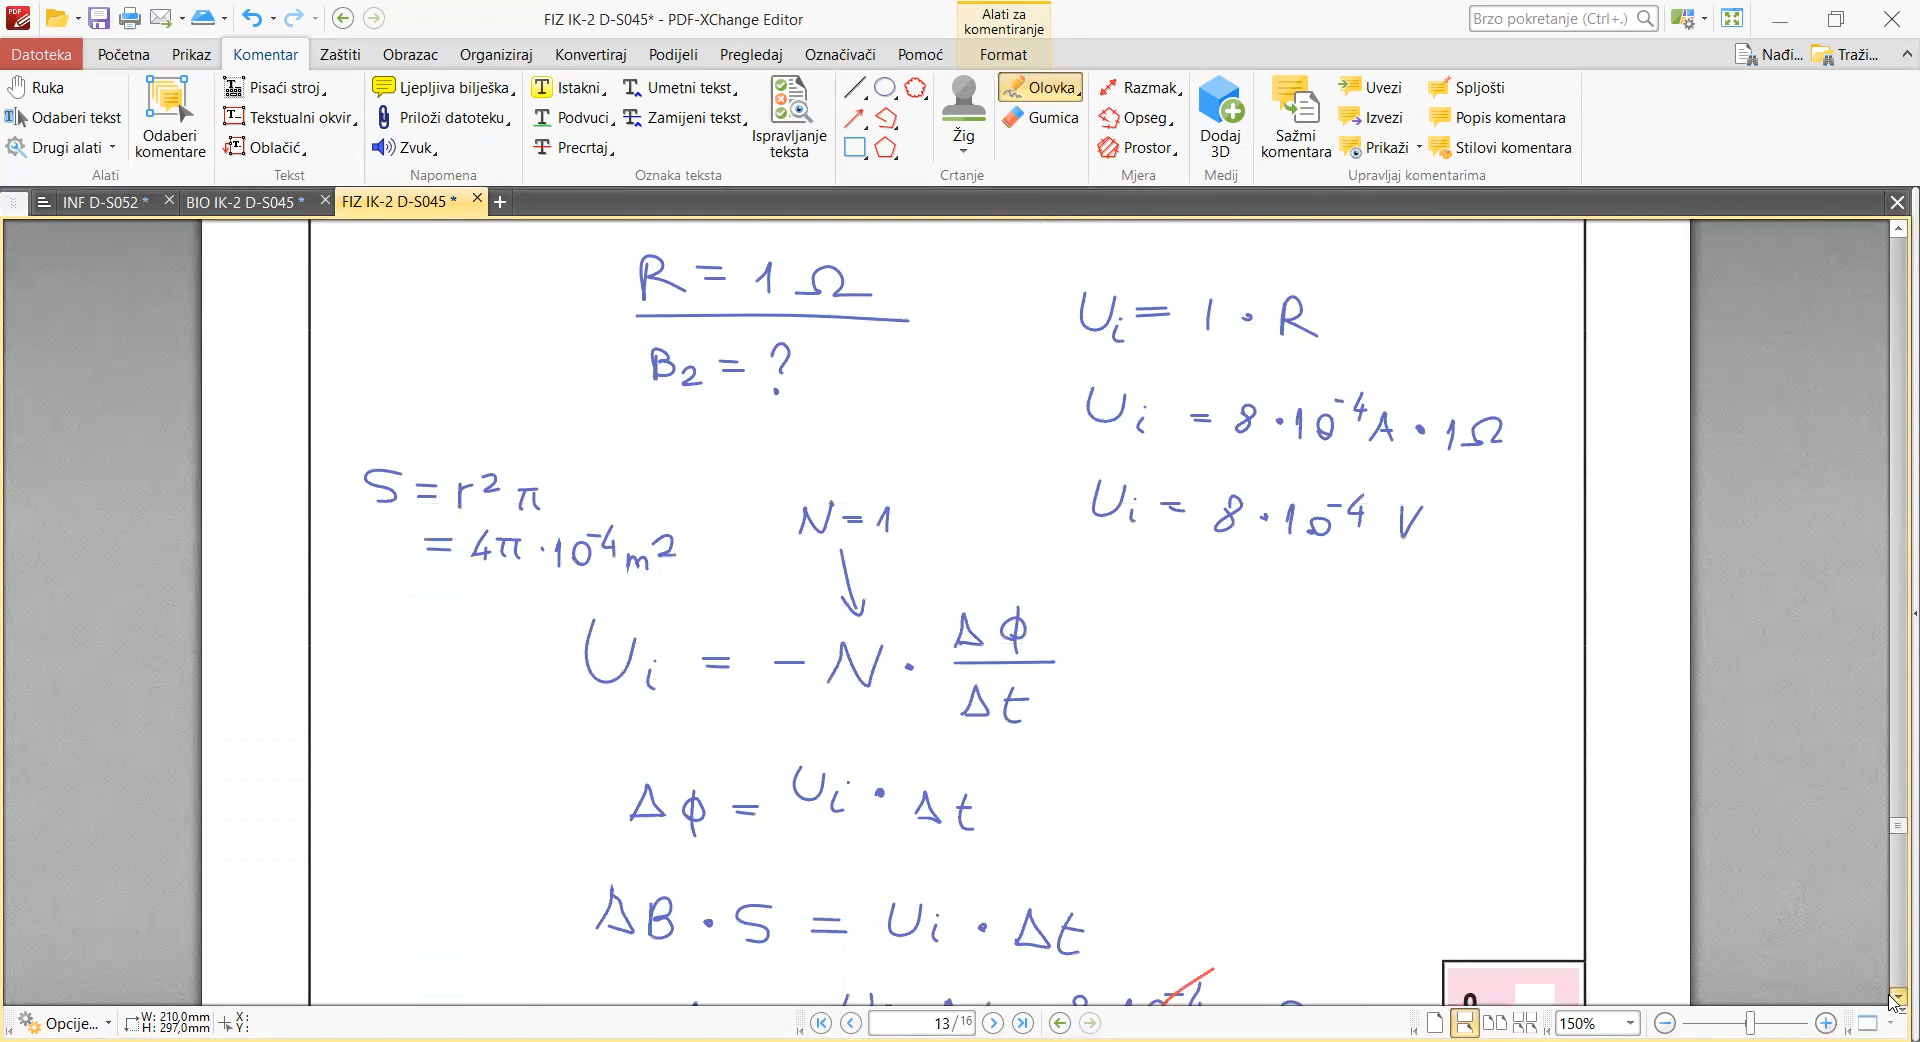 FIZ IK-2 D-S045* - PDF-XChange Editor
Alati za komentiranje
Brzo pokretanje (Ctrl+.)
Datoteka Početna Prikaz Komentar Zaštiti Obrazac Organiziraj Konvertiraj Podijeli Pregledaj Označivači Pomoć Format Nađi... Traži...
Ruka
Odaberi tekst
Drugi alati
Odaberi komentare
Alati
Pisaći stroj
Tekstualni okvir
Oblačić
Tekst
Ljepljiva bilješka
Priloži datoteku
Zvuk
Napomena
Istakni
Podvuci
Precrtaj
Umetni tekst
Zamijeni tekst
Ispravljanje teksta
Oznaka teksta
Crtanje
Žig
Olovka
Gumica
Razmak
Opseg
Prostor
Mjera
Dodaj 3D
Medij
Sažmi komentara
Uvezi
Izvezi
Prikaži
Spljošti
Popis komentara
Stilovi komentara
Upravljaj komentarima
INF D-S052 * BIO IK-2 D-S045 * FIZ IK-2 D-S045 *
R = 1 Ω
B₂ = ?
Uᵢ = I · R
Uᵢ = 8 · 10⁻⁴ A · 1Ω
Uᵢ = 8 · 10⁻⁴ V
S = r² π
= 4π · 10⁻⁴ m²
N = 1
Uᵢ = - N · Δϕ / Δt
Δϕ = Uᵢ · Δt
ΔB · S = Uᵢ · Δt
Opcije...
W: 210,0mm
H: 297,0mm
X:
Y:
13 / 16
150%